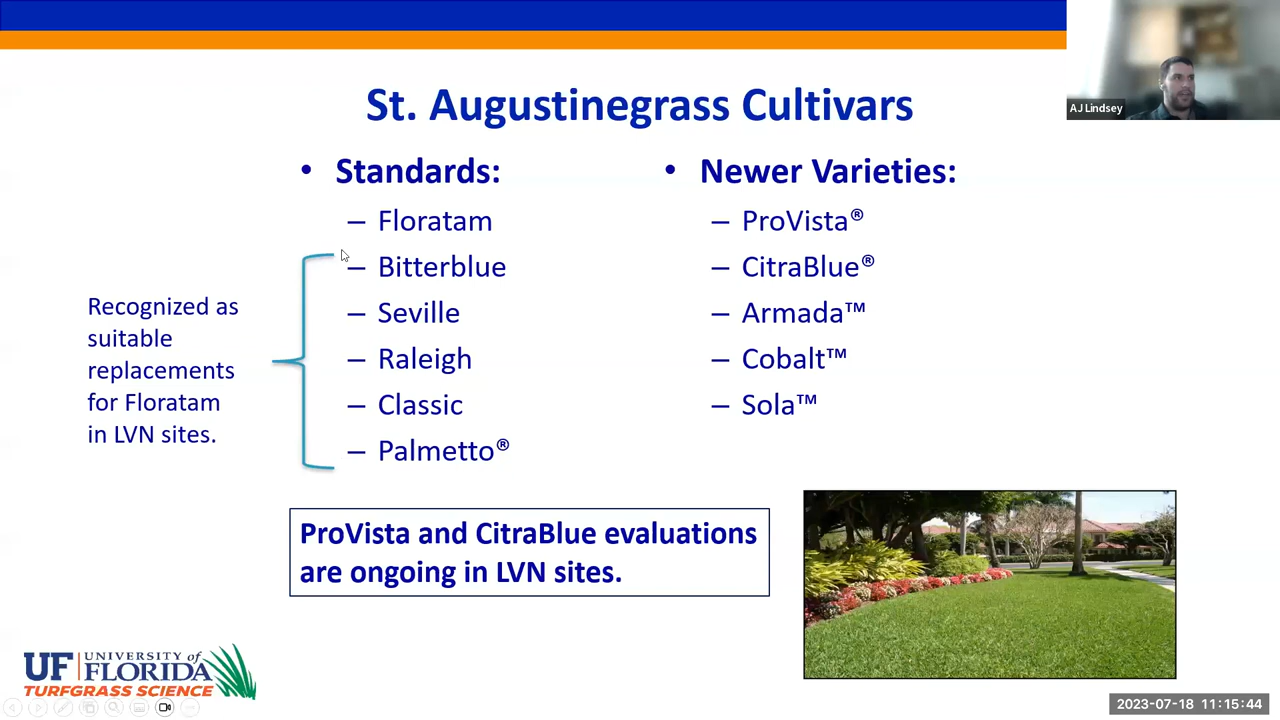 A J Lindsey
St. Augustinegrass Cultivars
• Standards:
– Floratam
– Bitterblue
– Seville
– Raleigh
– Classic
– Palmetto®
Recognized as
suitable
replacements
for Floratam
in LVN sites.
• Newer Varieties:
– ProVista®
– CitraBlue®
– Armada™
– Cobalt™
– Sola™
ProVista and CitraBlue evaluations
are ongoing in LVN sites.
UF UNIVERSITY of
FLORIDA
TURFGRASS SCIENCE
2023-07-18 11:15:44